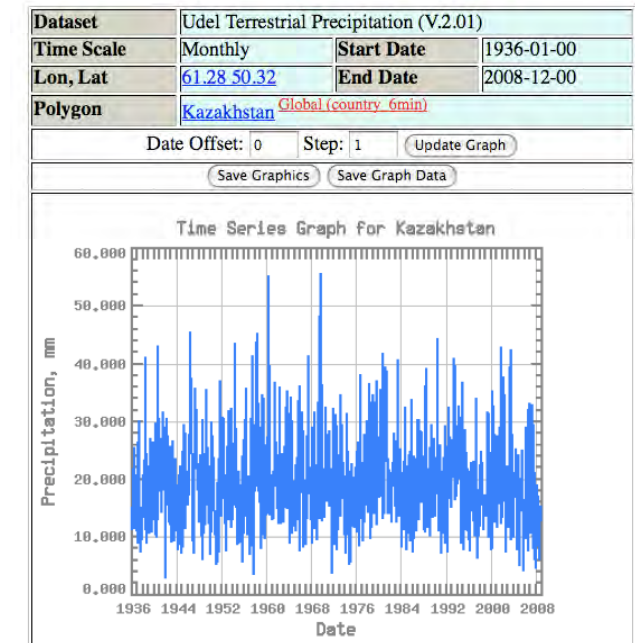 Dataset Udel Terrestrial Precipitation (V.2.01)
Time Scale Monthly Start Date 1936-01-00
Lon, Lat 61.28 50.32 End Date 2008-12-00
Polygon Kazakhstan Global (country_6min)
Date Offset: 0 Step: 1 Update Graph
Save Graphics Save Graph Data
Time Series Graph for Kazakhstan
60.000
50.000
40.000
30.000
20.000
10.000
0.000
Precipitation, mm
1936 1944 1952 1960 1968 1976 1984 1992 2000 2008
Date